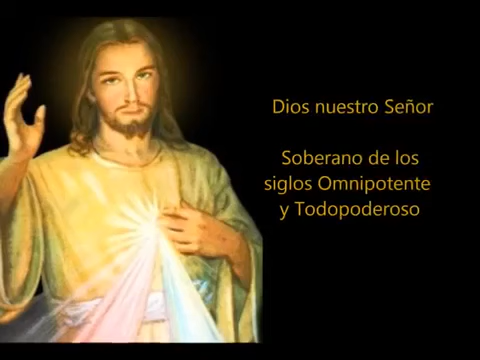 Dios nuestro Señor
Soberano de los
siglos Omnipotente
y Todopoderoso